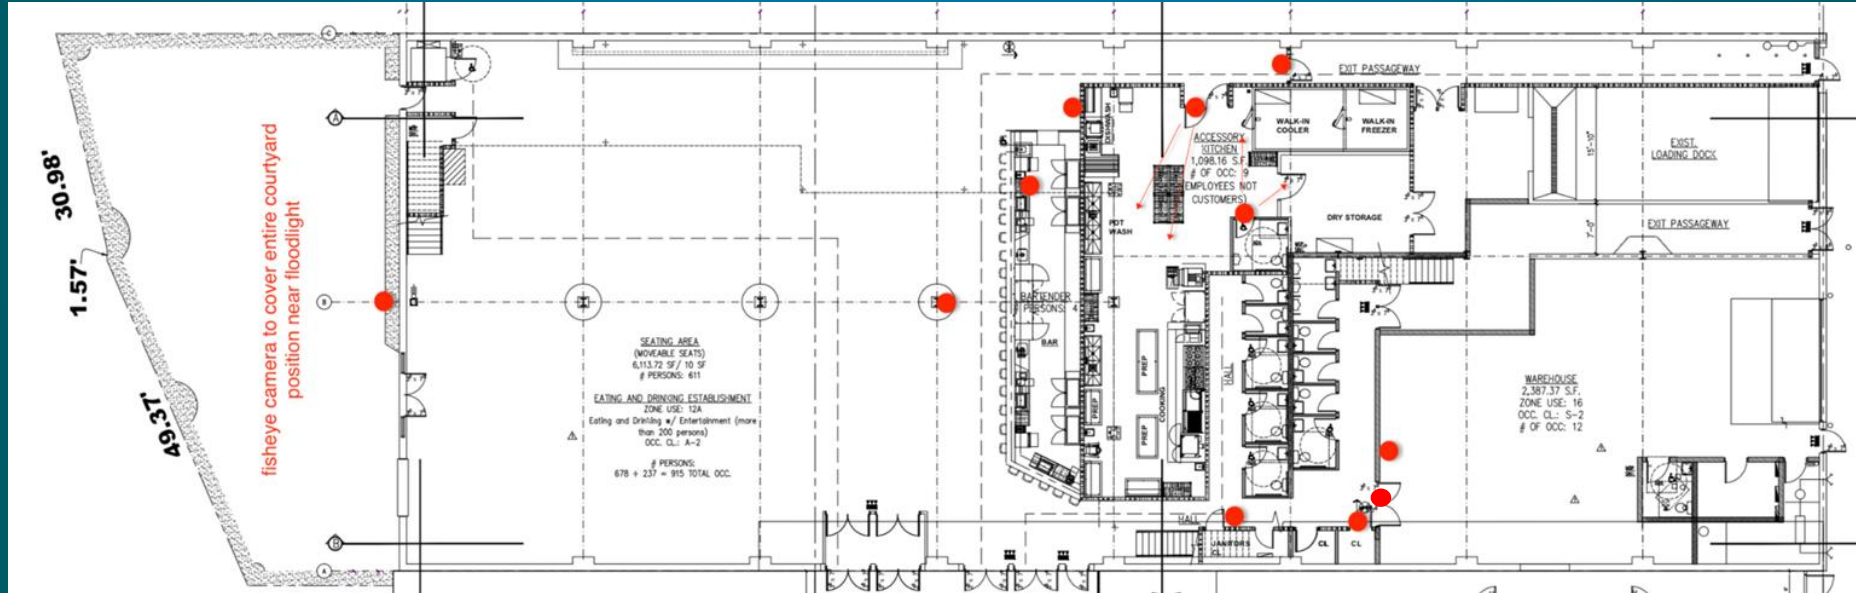 C
EXIT PASSAGEWAY
A
DISHWASH
WALK-IN
COOLER
WALK-IN
FREEZER
ACCESSORY
KITCHEN
1,098.16 S.F.
# OF OCC: 9
EMPLOYEES NOT
CUSTOMERS)
EXIST.
LOADING DOCK
15'-10"
30.98'
fisheye camera to cover entire courtyard
position near floodlight
POT
WASH
DRY STORAGE
EXIT PASSAGEWAY
7'-0"
1.57'
B
BARTENDER
# PERSONS: 4
BAR
SEATING AREA
(MOVEABLE SEATS)
6,113.72 SF/ 10 SF
# PERSONS: 611
EATING AND DRINKING ESTABLISHMENT
ZONE USE: 12A
Eating and Drinking w/ Entertainment (more
than 200 persons)
OCC. CL.: A-2
# PERSONS:
678 + 237 = 915 TOTAL OCC.
PREP
PREP
PREP
COOKING
HALL
WAREHOUSE
2,387.37 S.F.
ZONE USE: 16
OCC. CL.: S-2
# OF OCC: 12
49.37'
HALL
JANITORS
CL
CL
CL
B
A